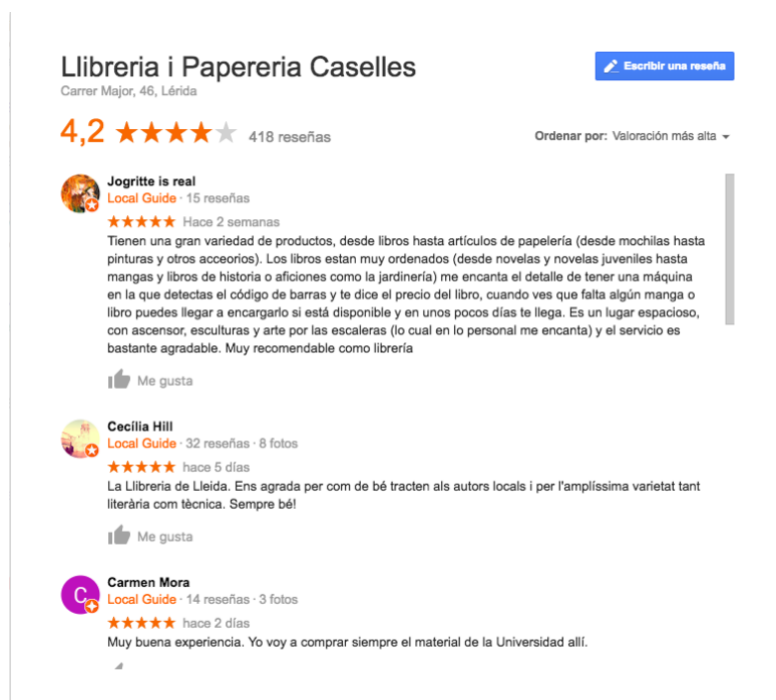 Llibreria i Papereria Caselles
Escribir una reseña
Carrer Major, 46, Lérida
4,2 418 reseñas
Ordenar por: Valoración más alta
Jogritte is real
Local Guide · 15 reseñas
Hace 2 semanas
Tienen una gran variedad de productos, desde libros hasta artículos de papelería (desde mochilas hasta
pinturas y otros acceorios). Los libros estan muy ordenados (desde novelas y novelas juveniles hasta
mangas y libros de historia o aficiones como la jardinería) me encanta el detalle de tener una máquina
en la que detectas el código de barras y te dice el precio del libro, cuando ves que falta algún manga o
libro puedes llegar a encargarlo si está disponible y en unos pocos días te llega. Es un lugar espacioso,
con ascensor, esculturas y arte por las escaleras (lo cual en lo personal me encanta) y el servicio es
bastante agradable. Muy recomendable como librería
Me gusta
Cecília Hill
Local Guide · 32 reseñas · 8 fotos
hace 5 días
La Llibreria de Lleida. Ens agrada per com de bé tracten als autors locals i per l'amplíssima varietat tant
literària com tècnica. Sempre bé!
Me gusta
C
Carmen Mora
Local Guide · 14 reseñas · 3 fotos
hace 2 días
Muy buena experiencia. Yo voy a comprar siempre el material de la Universidad allí.